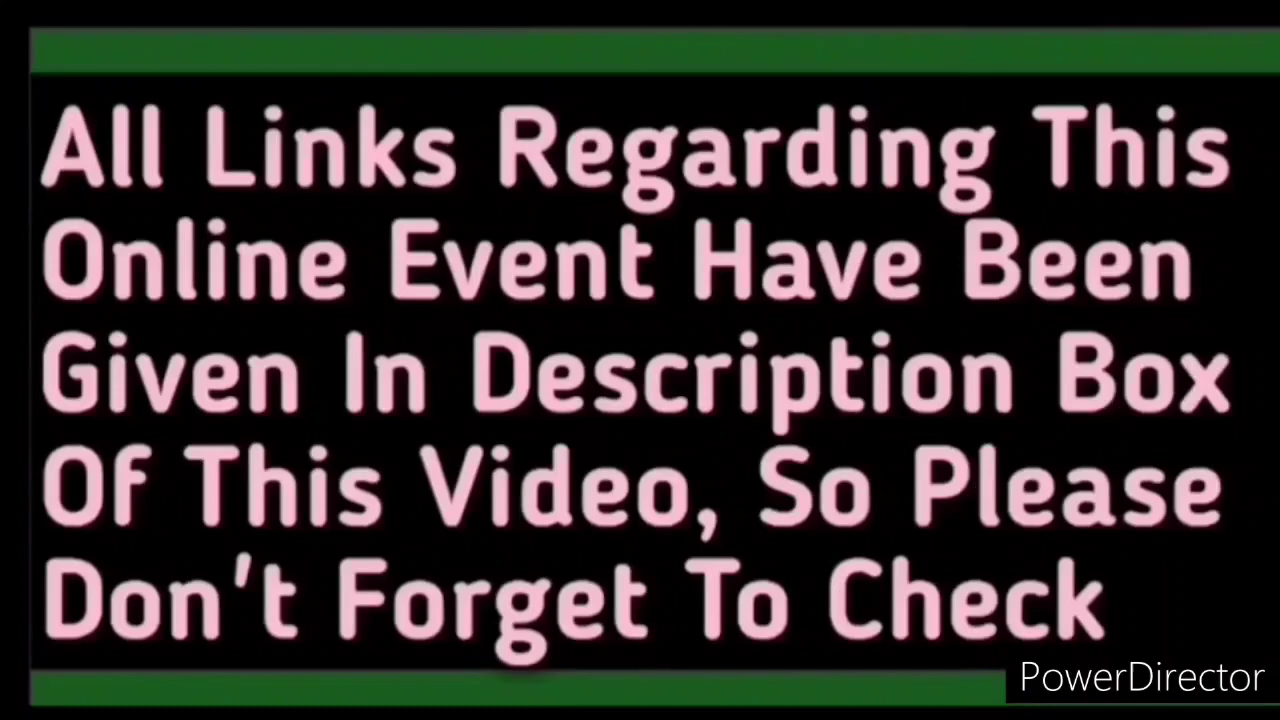 All Links Regarding This
Online Event Have Been
Given In Description Box
Of This Video, So Please
Don't Forget To Check
PowerDirector